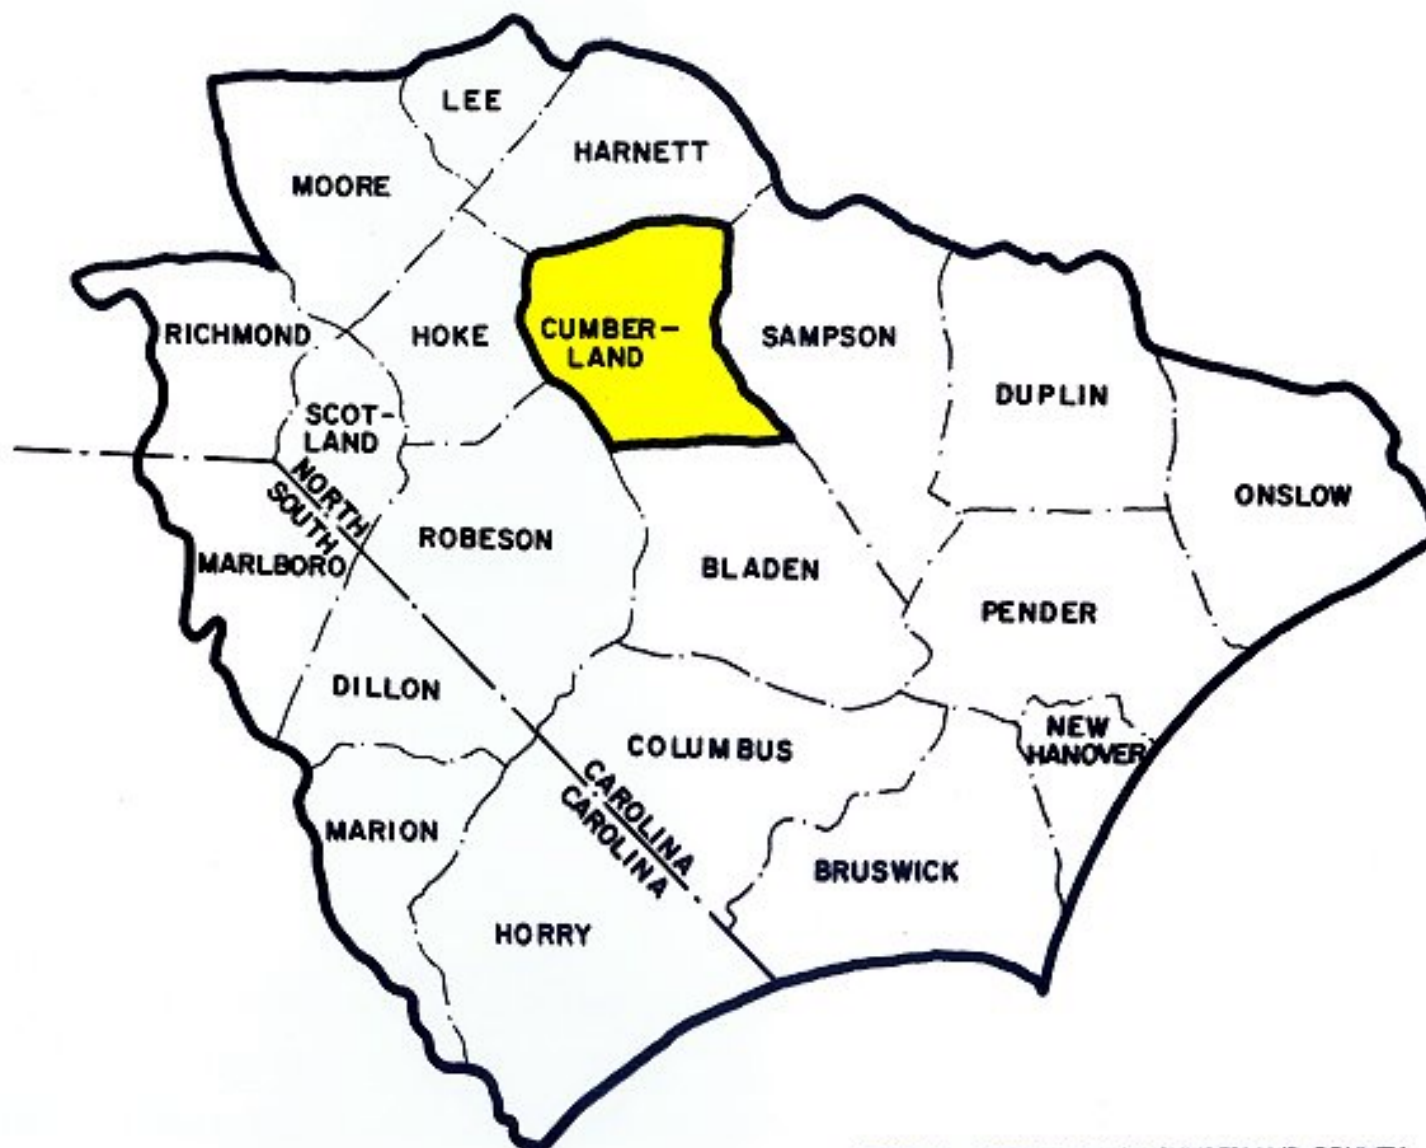 LEE
HARNETT
MOORE
RICHMOND
HOKE
CUMBER-
LAND
SAMPSON
DUPLIN
SCOT-
LAND
NORTH
SOUTH
ONSLOW
ROBESON
MARLBORO
BLADEN
PENDER
DILLON
COLUMBUS
NEW
HANOVER
CAROLINA
CAROLINA
MARION
BRUSWICK
HORRY